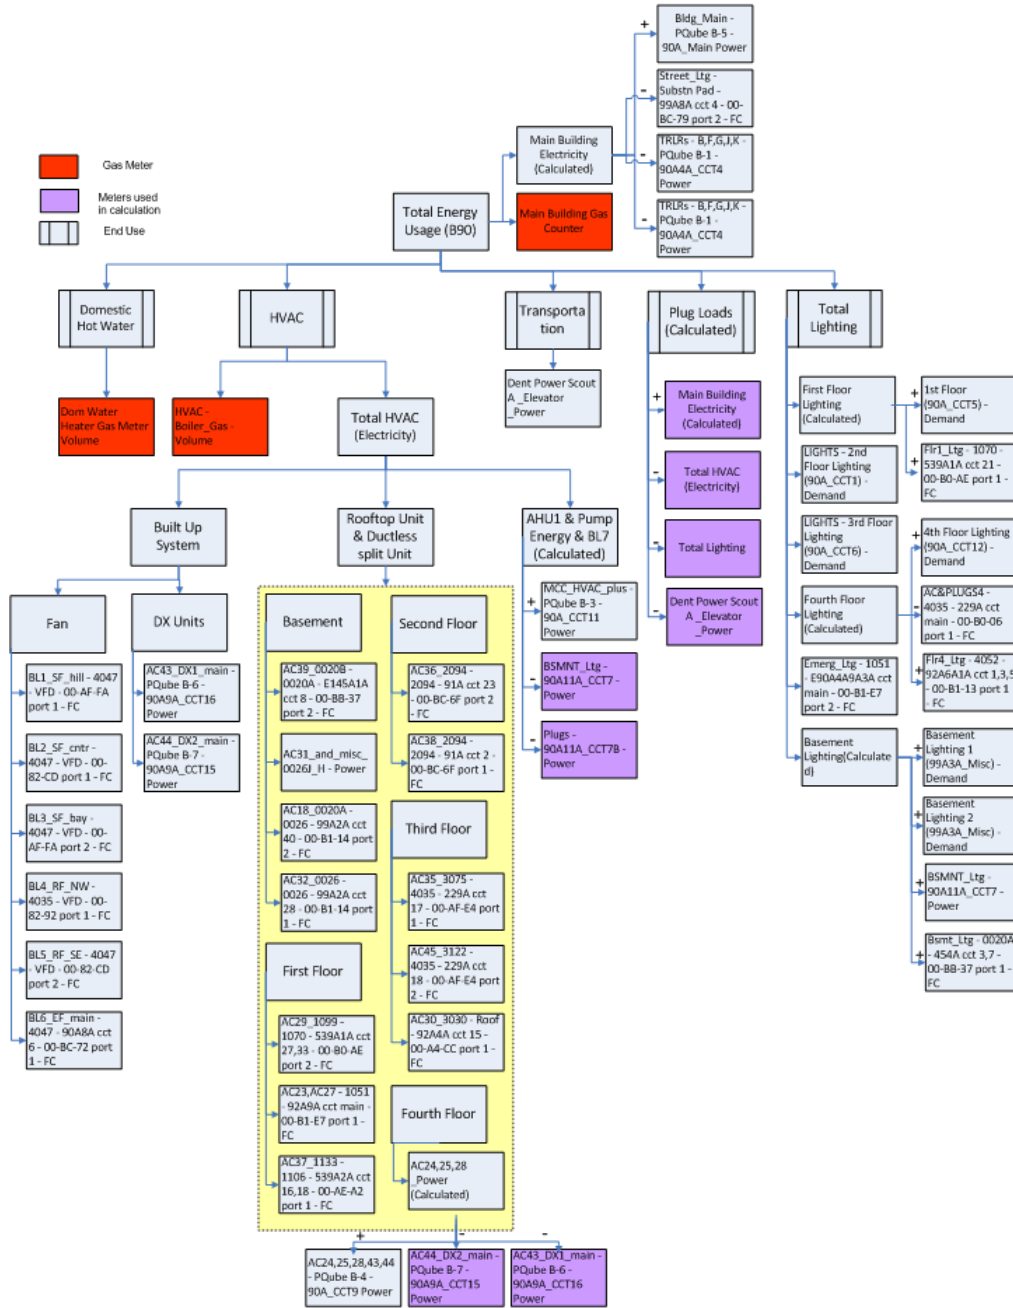 Bldg_Main -
PQube B-5 -
90A_Main Power
Street_Ltg -
Substn Pad -
99A8A cct 4 - 00-
BC-79 port 2 - FC
Main Building
Electricity
(Calculated)
TRLRs - B,F,G,J,K -
PQube B-1 -
90A4A_CCT4
Power
TRLRs - B,F,G,J,K -
PQube B-1 -
90A4A_CCT4
Power
+
-
-
-
Gas Meter
Meters used
in calculation
End Use
Total Energy
Usage (B90)
Main Building Gas
Counter
Domestic
Hot Water
HVAC
Transporta
tion
Plug Loads
(Calculated)
Total
Lighting
Dom Water
Heater Gas Meter
Volume
HVAC -
Boiler_Gas -
Volume
Total HVAC
(Electricity)
Dent Power Scout
A _Elevator
_Power
+
Main Building
Electricity
(Calculated)
-
Total HVAC
(Electricity)
-
Total Lighting
-
Dent Power Scout
A _Elevator
_Power
First Floor
Lighting
(Calculated)
+
1st Floor
(90A_CCT5) -
Demand
+
Flr1_Ltg - 1070 -
539A1A cct 21 -
00-B0-AE port 1 -
FC
LIGHTS - 2nd
Floor Lighting
(90A_CCT1) -
Demand
LIGHTS - 3rd Floor
Lighting
(90A_CCT6) -
Demand
Fourth Floor
Lighting
(Calculated)
+
4th Floor Lighting
(90A_CCT12) -
Demand
-
AC&PLUGS4 -
4035 - 229A cct
main - 00-B0-06
port 1 - FC
+
Flr4_Ltg - 4052 -
92A6A1A cct 1,3,5
- 00-B1-13 port 1
- FC
Emerg_Ltg - 1051
- E90A4A9A3A cct
main - 00-B1-E7
port 2 - FC
Basement
Lighting(Calculate
d)
+
Basement
Lighting 1
(99A3A_Misc) -
Demand
+
Basement
Lighting 2
(99A3A_Misc) -
Demand
+
BSMNT_Ltg -
90A11A_CCT7 -
Power
+
Bsmt_Ltg - 0020A
- 454A cct 3,7 -
00-BB-37 port 1 -
FC
Built Up
System
Rooftop Unit
& Ductless
split Unit
AHU1 & Pump
Energy & BL7
(Calculated)
+
MCC_HVAC_plus -
PQube B-3 -
90A_CCT11
Power
-
BSMNT_Ltg -
90A11A_CCT7 -
Power
-
Plugs -
90A11A_CCT7B -
Power
Fan
DX Units
BL1_SF_hill - 4047
- VFD - 00-AF-FA
port 1 - FC
BL2_SF_cntr -
4047 - VFD - 00-
82-CD port 1 - FC
BL3_SF_bay -
4047 - VFD - 00-
AF-FA port 2 - FC
BL4_RF_NW -
4035 - VFD - 00-
82-92 port 1 - FC
BL5_RF_SE - 4047
- VFD - 00-82-CD
port 2 - FC
BL6_EF_main -
4047 - 90A8A cct
6 - 00-BC-72 port
1 - FC
AC43_DX1_main -
PQube B-6 -
90A9A_CCT16
Power
AC44_DX2_main -
PQube B-7 -
90A9A_CCT15
Power
Basement
AC39_0020B -
0020A - E145A1A
cct 8 - 00-BB-37
port 2 - FC
AC31_and_misc_
0026J_H - Power
AC18_0020A -
0026 - 99A2A cct
40 - 00-B1-14 port
2 - FC
AC32_0026 -
0026 - 99A2A cct
28 - 00-B1-14 port
1 - FC
First Floor
AC29_1099 -
1070 - 539A1A cct
27,33 - 00-B0-AE
port 2 - FC
AC23,AC27 - 1051
- 92A9A cct main -
00-B1-E7 port 1 -
FC
AC37_1133 -
1106 - 539A2A cct
16,18 - 00-AE-A2
port 1 - FC
Second Floor
AC36_2094 -
2094 - 91A cct 23
- 00-BC-6F port 2
- FC
AC38_2094 -
2094 - 91A cct 2 -
00-BC-6F port 1 -
FC
Third Floor
AC35_3075 -
4035 - 229A cct
17 - 00-AF-E4 port
1 - FC
AC45_3122 -
4035 - 229A cct
18 - 00-AF-E4 port
2 - FC
AC30_3030 - Roof
- 92A4A cct 15 -
00-A4-CC port 1 -
FC
Fourth Floor
AC24,25,28
_Power
(Calculated)
+
-
-
AC24,25,28,43,44
- PQube B-4 -
90A_CCT9 Power
AC44_DX2_main -
PQube B-7 -
90A9A_CCT15
Power
AC43_DX1_main -
PQube B-6 -
90A9A_CCT16
Power